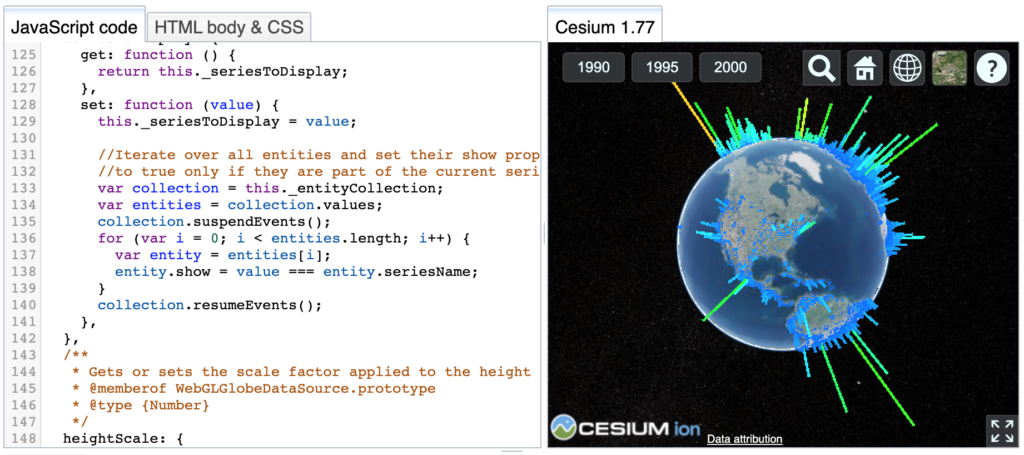 JavaScript code
HTML body & CSS
125 get: function () {
126 return this._seriesToDisplay;
127 },
128 set: function (value) {
129 this._seriesToDisplay = value;
130
131 //Iterate over all entities and set their show prop
132 //to true only if they are part of the current seri
133 var collection = this._entityCollection;
134 var entities = collection.values;
135 collection.suspendEvents();
136 for (var i = 0; i < entities.length; i++) {
137 var entity = entities[i];
138 entity.show = value === entity.seriesName;
139 }
140 collection.resumeEvents();
141 },
142 },
143 /**
144 * Gets or sets the scale factor applied to the height
145 * @memberof WebGLGlobeDataSource.prototype
146 * @type {Number}
147 */
148 heightScale: {
Cesium 1.77
1990 1995 2000 ?
CESIUM ion
Data attribution